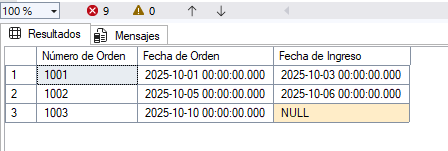 100 % 9 0
Resultados Mensajes
Número de Orden Fecha de Orden Fecha de Ingreso
1 1001 2025-10-01 00:00:00.000 2025-10-03 00:00:00.000
2 1002 2025-10-05 00:00:00.000 2025-10-06 00:00:00.000
3 1003 2025-10-10 00:00:00.000 NULL